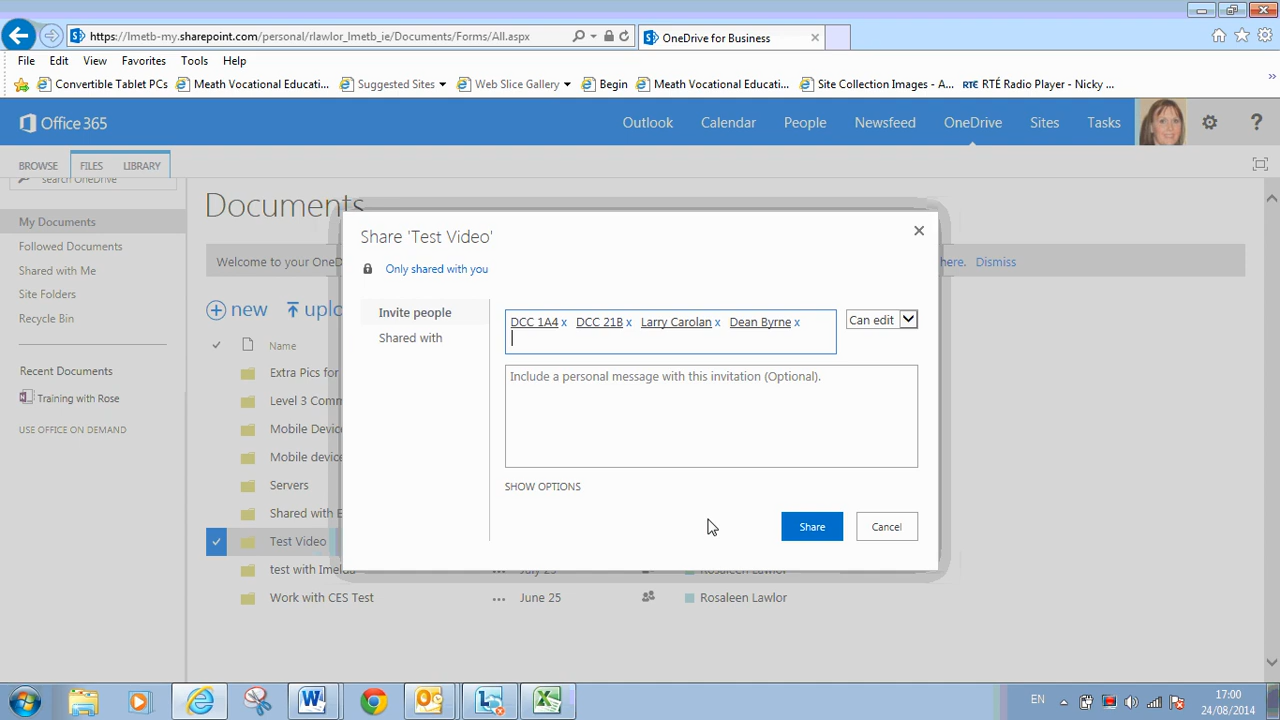 https://lmetb-my.sharepoint.com/personal/rlawlor_lmetb_ie/Documents/Forms/All.aspx
OneDrive for Business
File Edit View Favorites Tools Help
Convertible Tablet PCs Meath Vocational Educati... Suggested Sites Web Slice Gallery Begin Meath Vocational Educati... Site Collection Images - A... RTÉ Radio Player - Nicky ...
Office 365 Outlook Calendar People Newsfeed OneDrive Sites Tasks ?
BROWSE FILES LIBRARY
search OneDrive
Documents
My Documents
Followed Documents
Shared with Me
Site Folders
Recycle Bin
Recent Documents
Training with Rose
USE OFFICE ON DEMAND
Welcome to your OneD
here. Dismiss
new uplo
Name
Extra Pics for
Level 3 Comm
Mobile Device
Mobile device
Servers
Shared with E
Test Video
test with Imelda ... July 25 Rosaleen Lawlor
Work with CES Test ... June 25 Rosaleen Lawlor
Share 'Test Video'
Only shared with you
Invite people
Shared with
DCC 1A4 x DCC 21B x Larry Carolan x Dean Byrne x
Can edit
Include a personal message with this invitation (Optional).
SHOW OPTIONS
Share Cancel
EN
17:00
24/08/2014